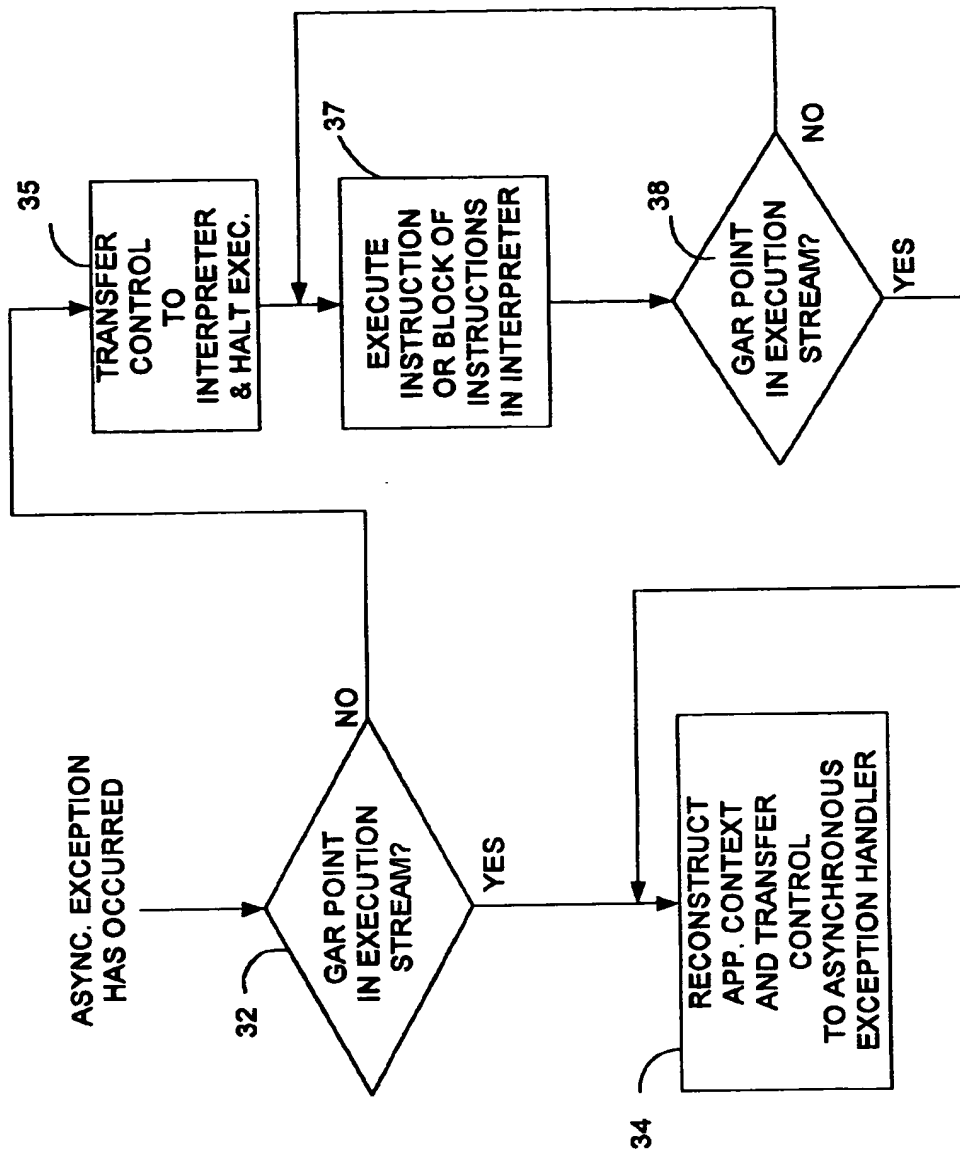 ASYNC. EXCEPTION
HAS OCCURRED
32
GAR POINT
IN EXECUTION
STREAM?
NO
YES
34
RECONSTRUCT
APP. CONTEXT
AND TRANSFER
CONTROL
TO ASYNCHRONOUS
EXCEPTION HANDLER
35
TRANSFER
CONTROL
TO
INTERPRETER
& HALT EXEC.
37
EXECUTE
INSTRUCTION
OR BLOCK OF
INSTRUCTIONS
IN INTERPRETER
38
GAR POINT
IN EXECUTION
STREAM?
NO
YES